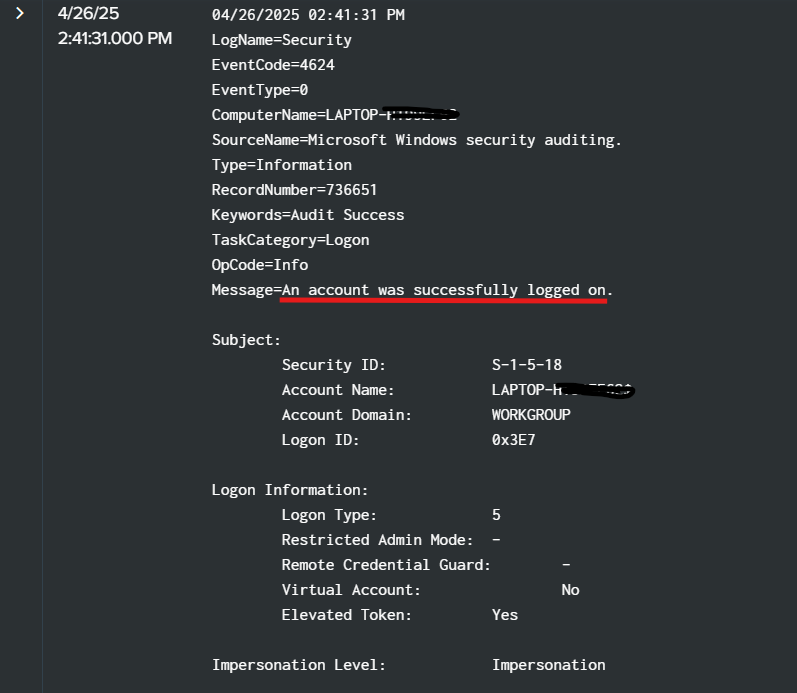 4/26/25
2:41:31.000 PM
04/26/2025 02:41:31 PM
LogName=Security
EventCode=4624
EventType=0
ComputerName=LAPTOP-
SourceName=Microsoft Windows security auditing.
Type=Information
RecordNumber=736651
Keywords=Audit Success
TaskCategory=Logon
OpCode=Info
Message=An account was successfully logged on.
Subject:
Security ID: S-1-5-18
Account Name: LAPTOP-
Account Domain: WORKGROUP
Logon ID: 0x3E7
Logon Information:
Logon Type: 5
Restricted Admin Mode: -
Remote Credential Guard: -
Virtual Account: No
Elevated Token: Yes
Impersonation Level: Impersonation